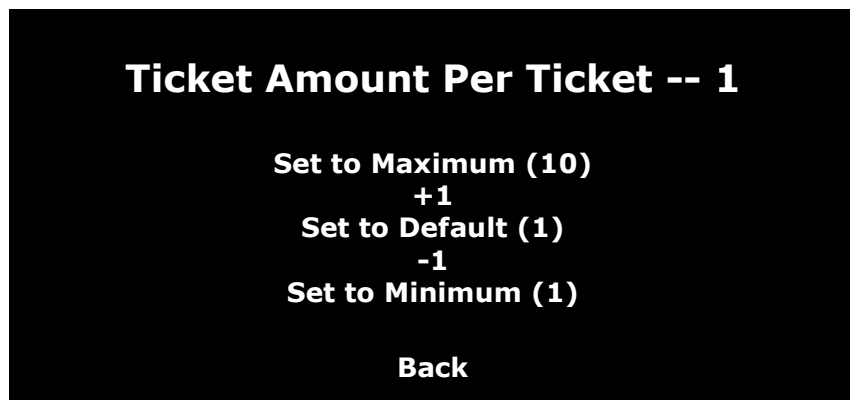 Ticket Amount Per Ticket -- 1
Set to Maximum (10)
+1
Set to Default (1)
-1
Set to Minimum (1)
Back